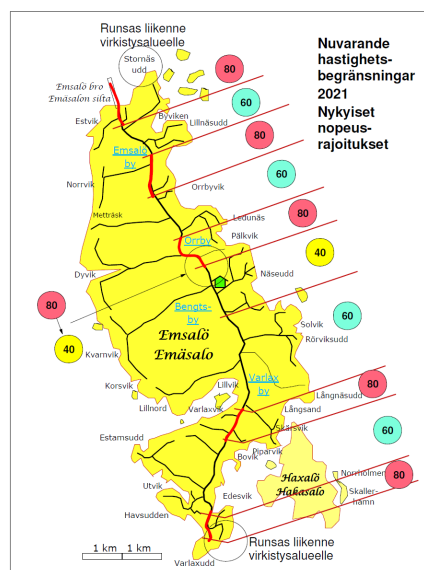 Runsas liikenne
virkistysalueelle
Stornäs
udd
Nuvarande
hastighets-
begränsningar
2021
Nykyiset
nopeus-
rajoitukset
80
Emsalö bro
Emäsalon silta
60
Estvik
Byviken
Lillnäsudd
80
Emsalö
by
60
Norrvik
Orrbyvik
Metträsk
Ledunäs
80
Orrby
Pälkvik
40
Dyvik
Näseudd
80
Bengts-
by
60
Emsalö
Emäsalo
Solvik
Rörviksudd
40
Kvarnvik
Varlax
by
80
Korsvik
Lillvik
Långnäsudd
Lillnord
Varlaxvik
Långsand
Skärsvik
60
Estamsudd
Piparvik
Bovik
Norrholmen
80
Haxalö
Hakasalo
Skaller-
hamn
Utvik
Edesvik
Havsudden
Runsas liikenne
virkistysalueelle
1 km 1 km
Varlaxudd